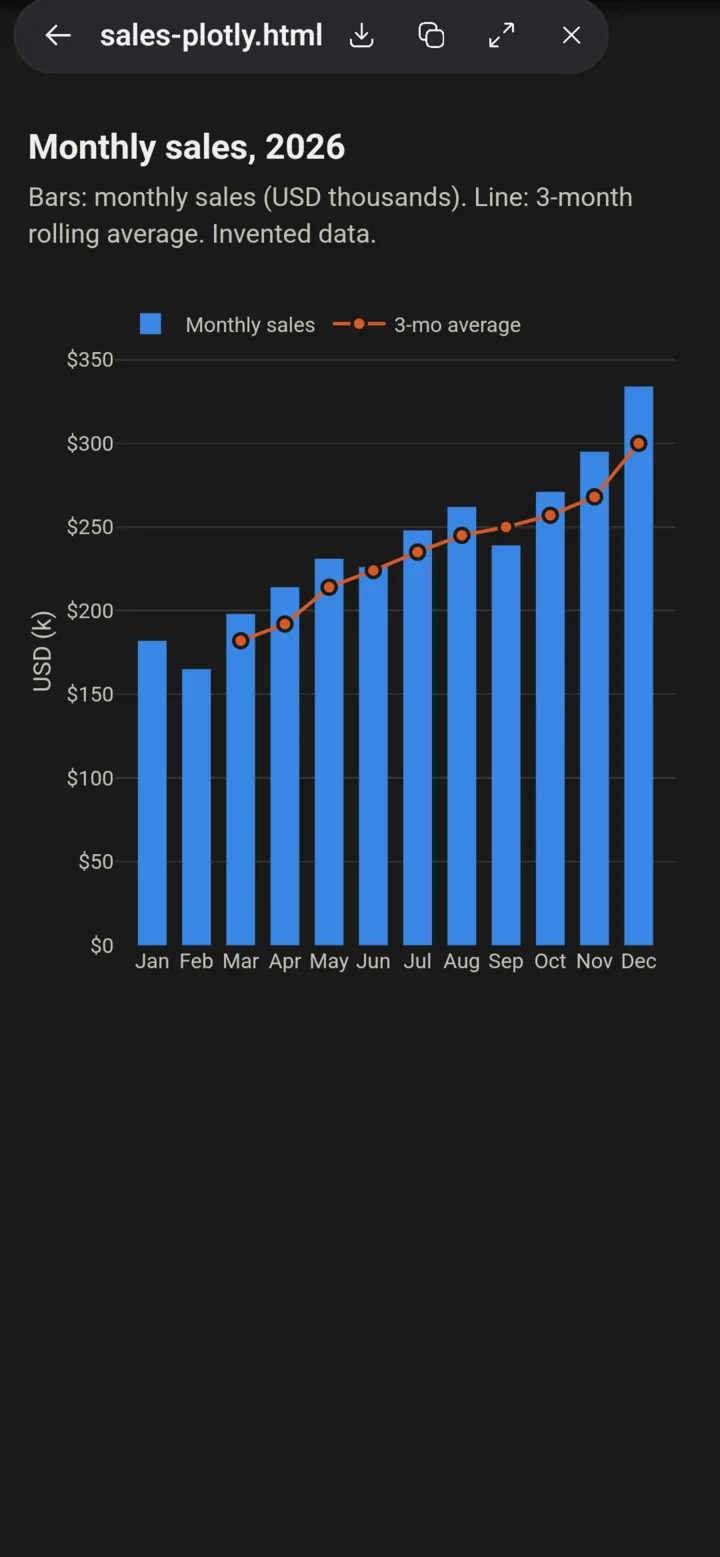 sales-plotly.html
Monthly sales, 2026
Bars: monthly sales (USD thousands). Line: 3-month
rolling average. Invented data.
Monthly sales 3-mo average
$350
$300
$250
$200
$150
$100
$50
$0
USD (k)
Jan Feb Mar Apr May Jun Jul Aug Sep Oct Nov Dec